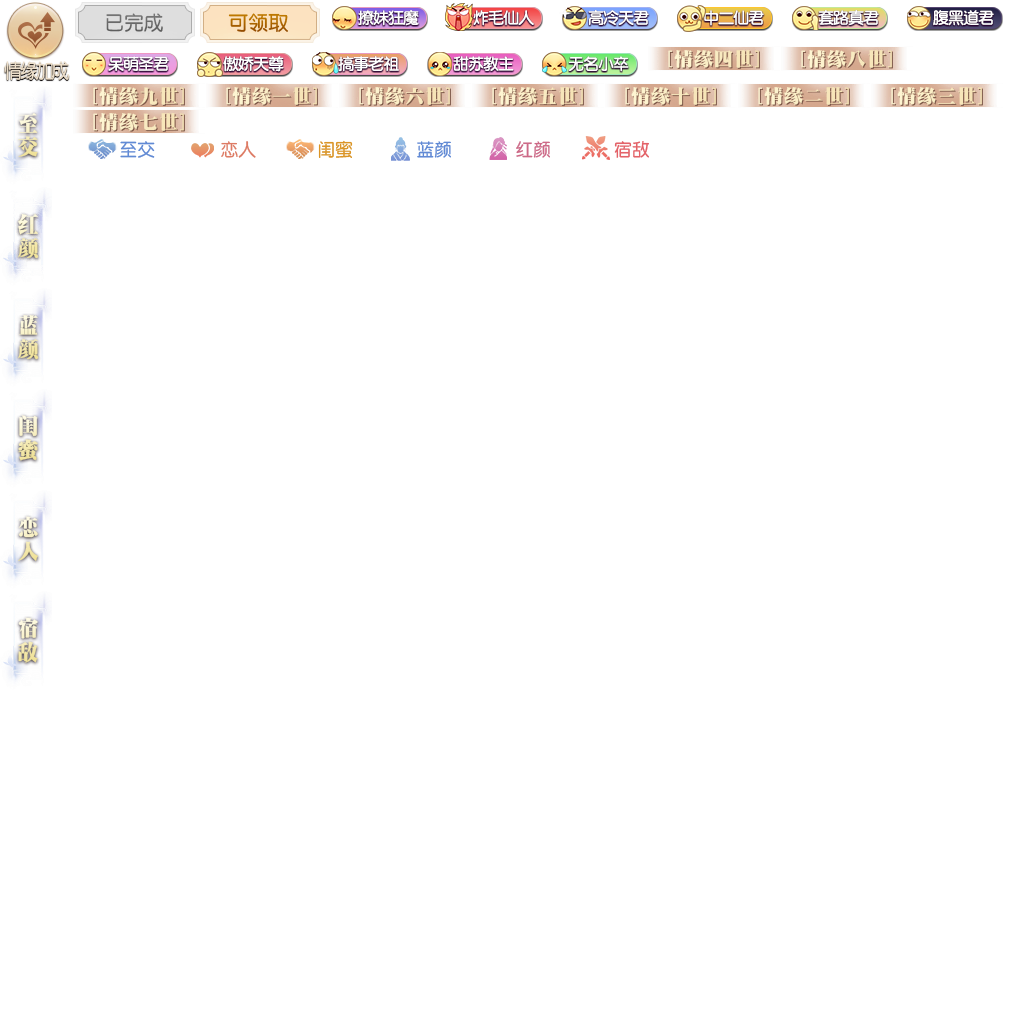 已完成 可领取 撩妹狂魔 炸毛仙人 高冷天君 中二仙君 套路真君 腹黑道君
情缘加成 呆萌圣君 傲娇天尊 搞事老祖 甜苏教主 无名小卒 [情缘四世] [情缘八世]
[情缘九世] [情缘一世] [情缘六世] [情缘五世] [情缘十世] [情缘二世] [情缘三世]
[情缘七世]
至交 恋人 闺蜜 蓝颜 红颜 宿敌
至交
红颜
蓝颜
闺蜜
恋人
宿敌